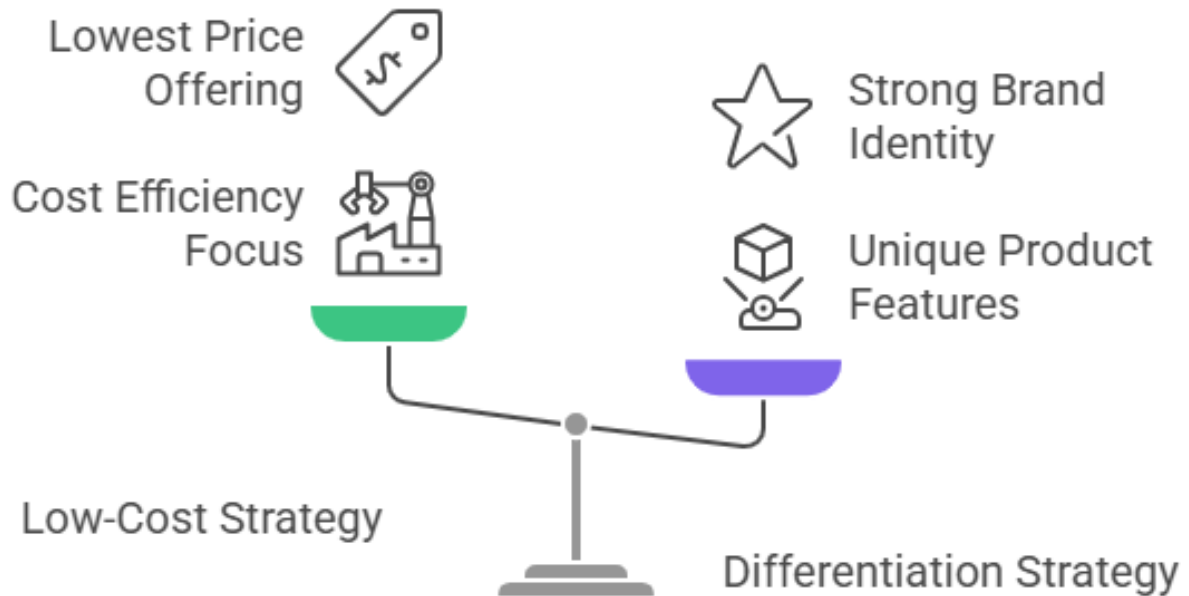 Lowest Price
Offering
$
Cost Efficiency
Focus
Strong Brand
Identity
Unique Product
Features
Low-Cost Strategy
Differentiation Strategy